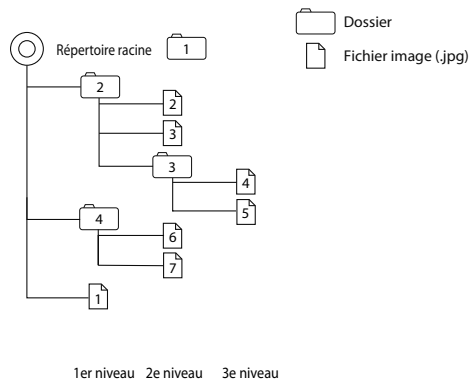 Répertoire racine 1
Dossier
Fichier image (.jpg)
2
2
3
3
4
5
4
6
7
1
1er niveau 2e niveau 3e niveau